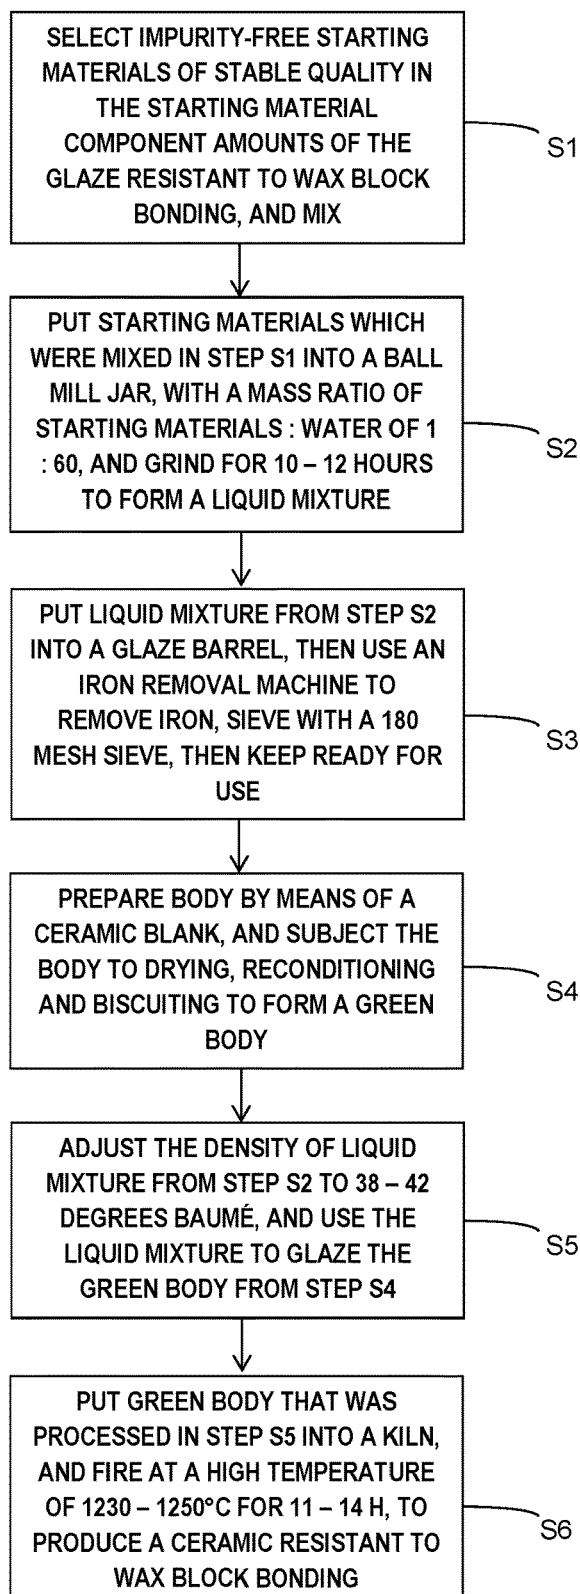 SELECT IMPURITY-FREE STARTING
MATERIALS OF STABLE QUALITY IN
THE STARTING MATERIAL
COMPONENT AMOUNTS OF THE
GLAZE RESISTANT TO WAX BLOCK
BONDING, AND MIX
S1
PUT STARTING MATERIALS WHICH
WERE MIXED IN STEP S1 INTO A BALL
MILL JAR, WITH A MASS RATIO OF
STARTING MATERIALS : WATER OF 1
: 60, AND GRIND FOR 10 – 12 HOURS
TO FORM A LIQUID MIXTURE
S2
PUT LIQUID MIXTURE FROM STEP S2
INTO A GLAZE BARREL, THEN USE AN
IRON REMOVAL MACHINE TO
REMOVE IRON, SIEVE WITH A 180
MESH SIEVE, THEN KEEP READY FOR
USE
S3
PREPARE BODY BY MEANS OF A
CERAMIC BLANK, AND SUBJECT THE
BODY TO DRYING, RECONDITIONING
AND BISCUITING TO FORM A GREEN
BODY
S4
ADJUST THE DENSITY OF LIQUID
MIXTURE FROM STEP S2 TO 38 – 42
DEGREES BAUMÉ, AND USE THE
LIQUID MIXTURE TO GLAZE THE
GREEN BODY FROM STEP S4
S5
PUT GREEN BODY THAT WAS
PROCESSED IN STEP S5 INTO A KILN,
AND FIRE AT A HIGH TEMPERATURE
OF 1230 – 1250°C FOR 11 – 14 H, TO
PRODUCE A CERAMIC RESISTANT TO
WAX BLOCK BONDING
S6